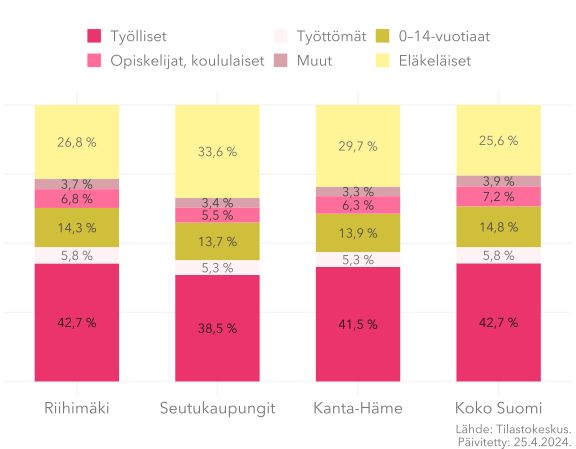 Työlliset Työttömät 0–14-vuotiaat
Opiskelijat, koululaiset Muut Eläkeläiset
26,8 % 33,6 % 29,7 % 25,6 %
3,7 % 3,4 % 3,3 % 3,9 %
6,8 % 5,5 % 6,3 % 7,2 %
14,3 % 13,7 % 13,9 % 14,8 %
5,8 % 5,3 % 5,3 % 5,8 %
42,7 % 38,5 % 41,5 % 42,7 %
Riihimäki Seutukaupungit Kanta-Häme Koko Suomi
Lähde: Tilastokeskus.
Päivitetty: 25.4.2024.